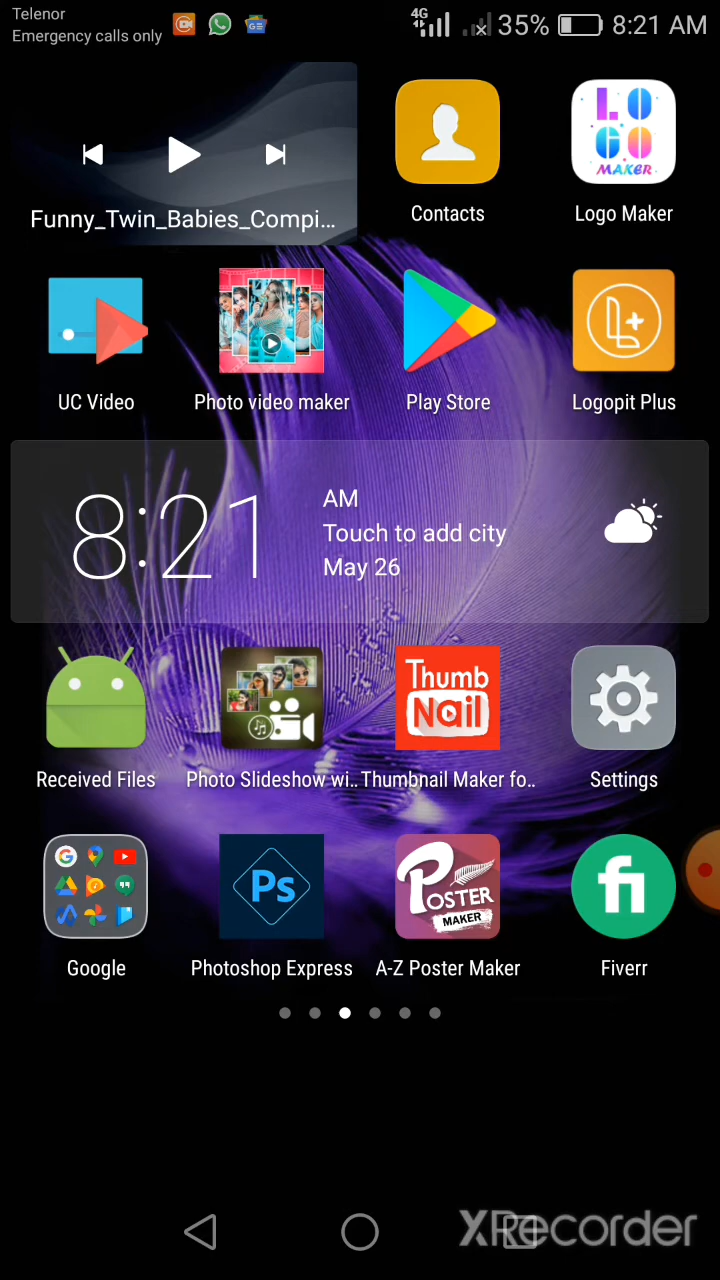 Telenor
Emergency calls only
4G 35% 8:21 AM
Funny_Twin_Babies_Compi...
Contacts
LOGO
MAKER
Logo Maker
UC Video
Photo video maker
Play Store
L+
Logopit Plus
8:21
AM
Touch to add city
May 26
Thumb
Nail
Received Files
Photo Slideshow wi..
Thumbnail Maker fo..
Settings
G
Ps
POSTER
MAKER
fi
Google
Photoshop Express
A-Z Poster Maker
Fiverr
XRecorder